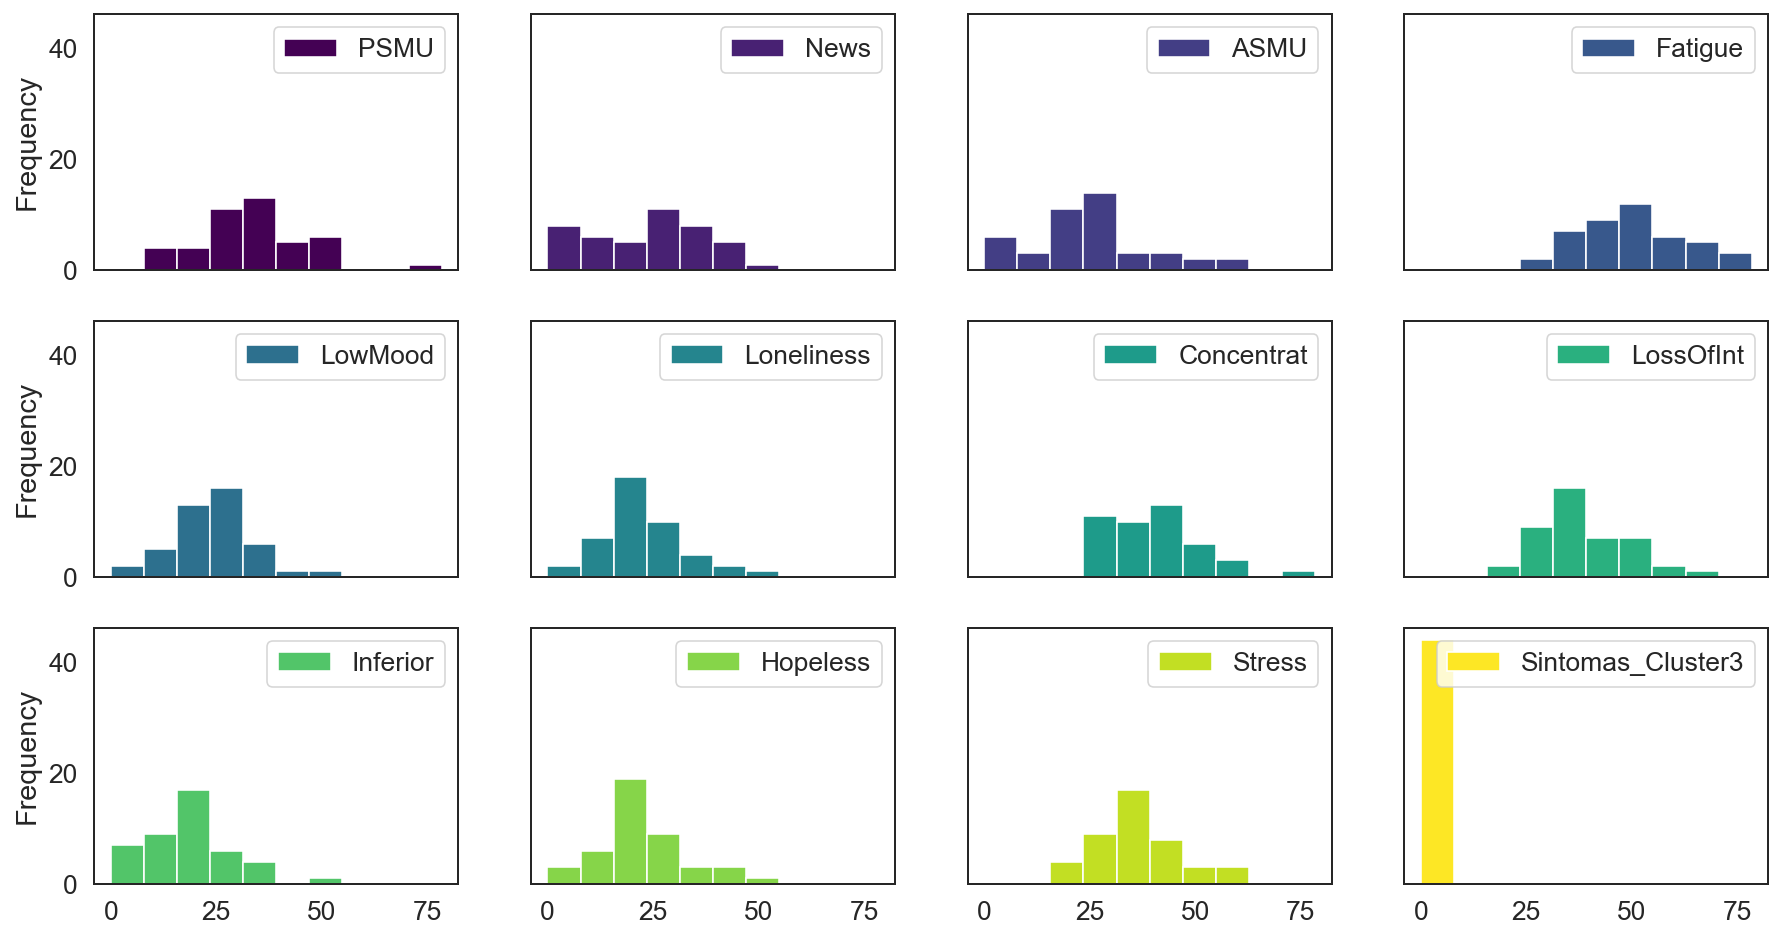 PSMU
News
ASMU
Fatigue
Frequency
40
20
0
LowMood
Loneliness
Concentrat
LossOfInt
Frequency
40
20
0
Inferior
Hopeless
Stress
Sintomas_Cluster3
Frequency
40
20
0
0 25 50 75
0 25 50 75
0 25 50 75
0 25 50 75